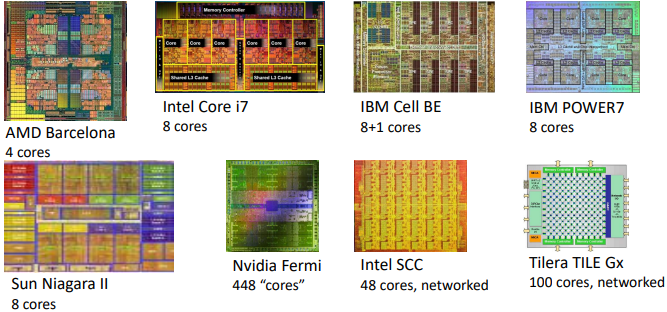 Memory Controller
Core Core Core Core Core Core
Shared L3 Cache Shared L3 Cache
AMD Barcelona
4 cores
Intel Core i7
8 cores
IBM Cell BE
8+1 cores
IBM POWER7
8 cores
Sun Niagara II
8 cores
Nvidia Fermi
448 “cores”
Intel SCC
48 cores, networked
Tilera TILE Gx
100 cores, networked